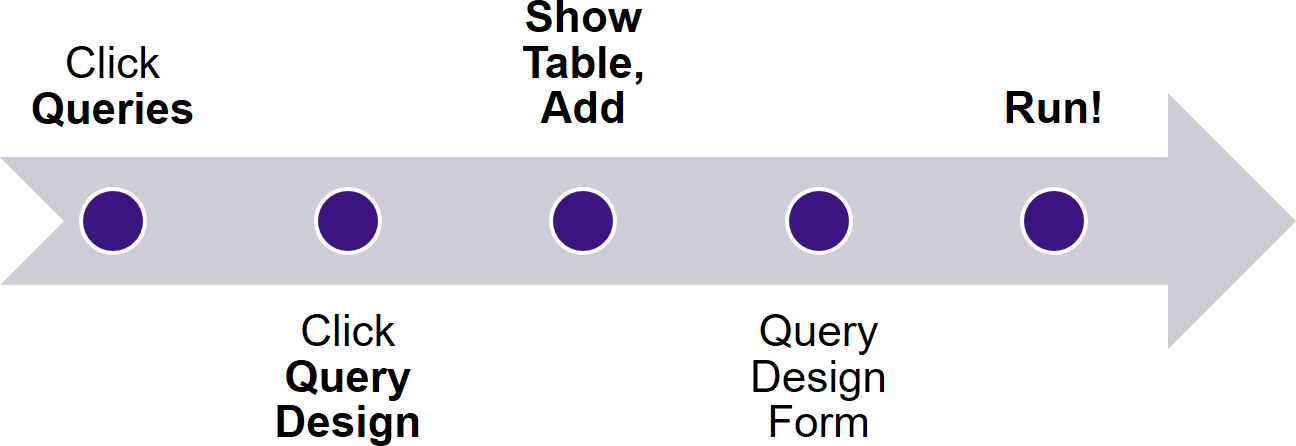 Click
Queries
Click
Query
Design
Show
Table,
Add
Query
Design
Form
Run!